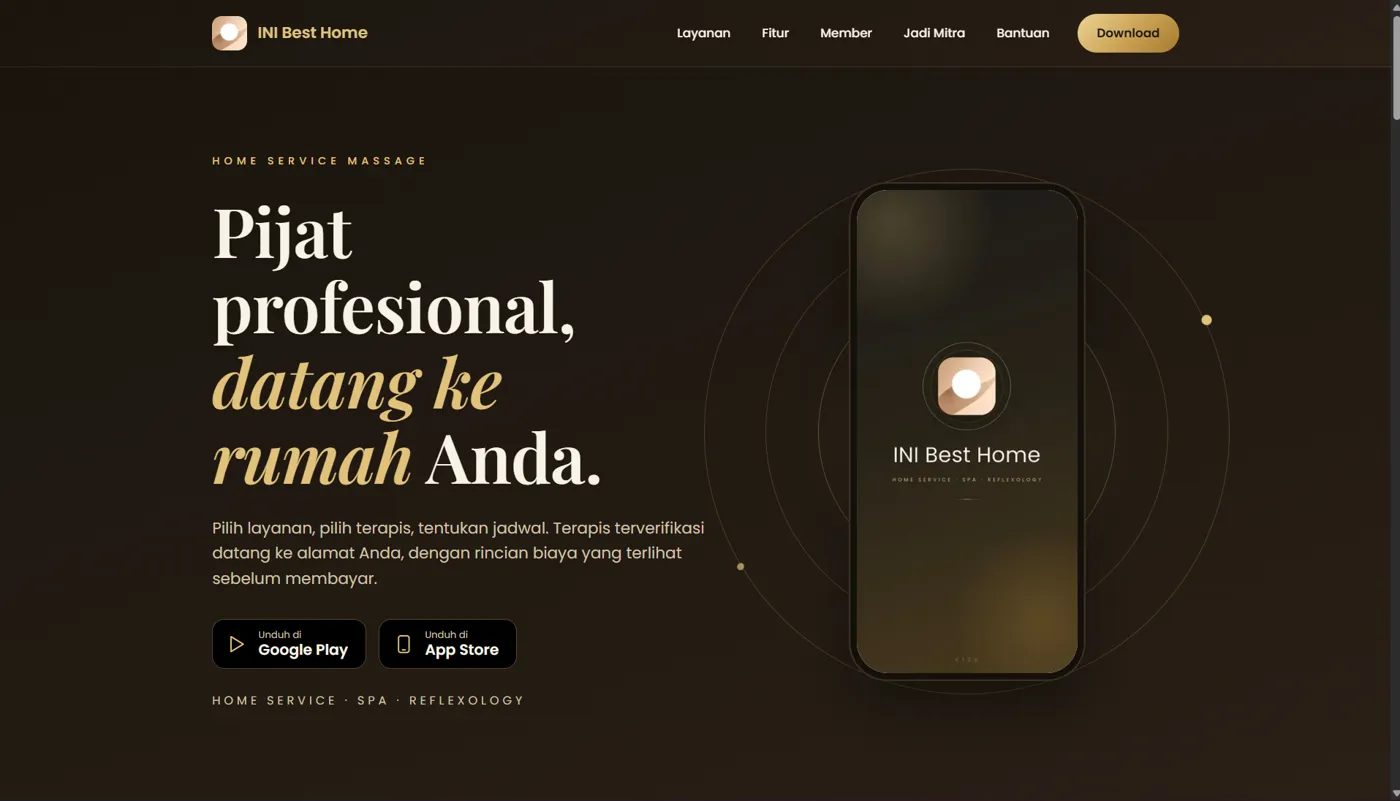 INI Best Home
Layanan
Fitur
Member
Jadi Mitra
Bantuan
Download
HOME SERVICE MASSAGE
Pijat
profesional,
datang ke
rumah Anda.
Pilih layanan, pilih terapis, tentukan jadwal. Terapis terverifikasi
datang ke alamat Anda, dengan rincian biaya yang terlihat
sebelum membayar.
Unduh di
Google Play
Unduh di
App Store
HOME SERVICE · SPA · REFLEXOLOGY
INI Best Home
HOME SERVICE · SPA · REFLEXOLOGY